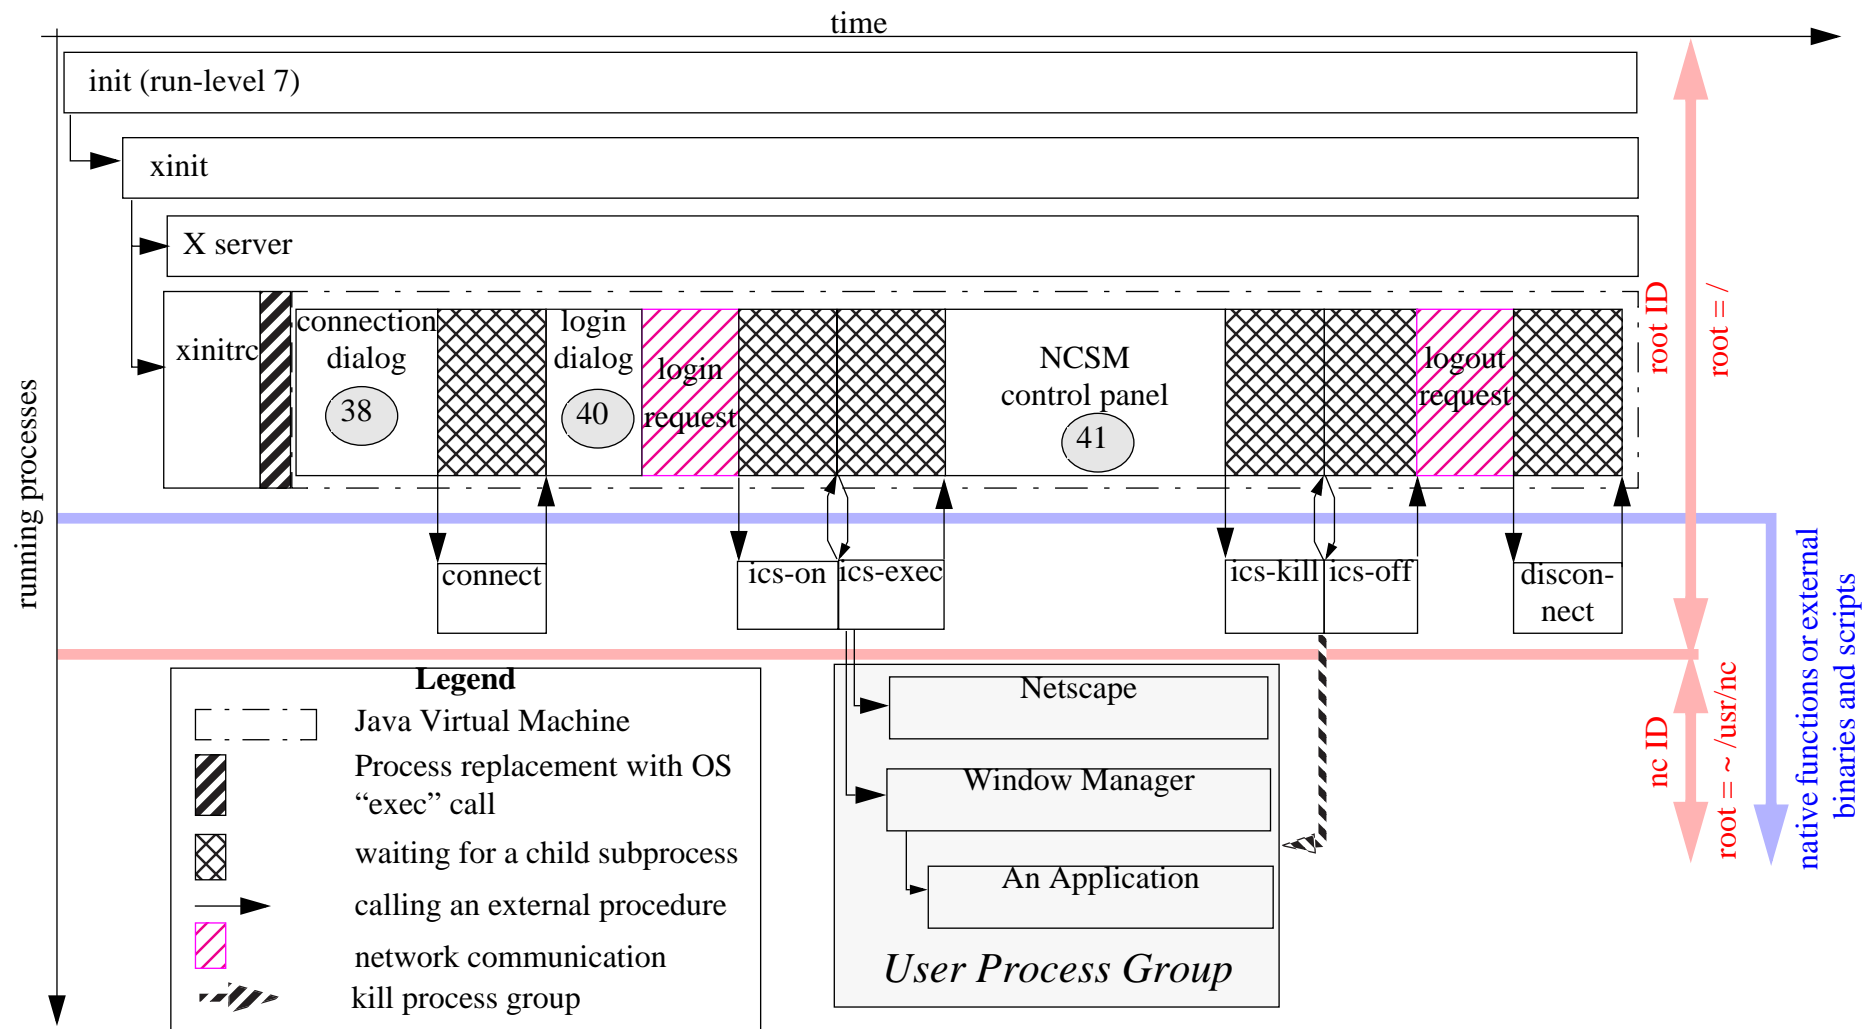 time
init (run-level 7)
xinit
X server
xinitrc
connection
dialog
38
login
dialog
40
login
request
NCSM
control panel
41
logout
request
running processes
connect
ics-on
ics-exec
ics-kill
ics-off
discon-
nect
root ID
root = /
nc ID
root = ~ /usr/nc
native functions or external
binaries and scripts
Legend
Java Virtual Machine
Process replacement with OS
“exec” call
waiting for a child subprocess
calling an external procedure
network communication
kill process group
Netscape
Window Manager
An Application
User Process Group